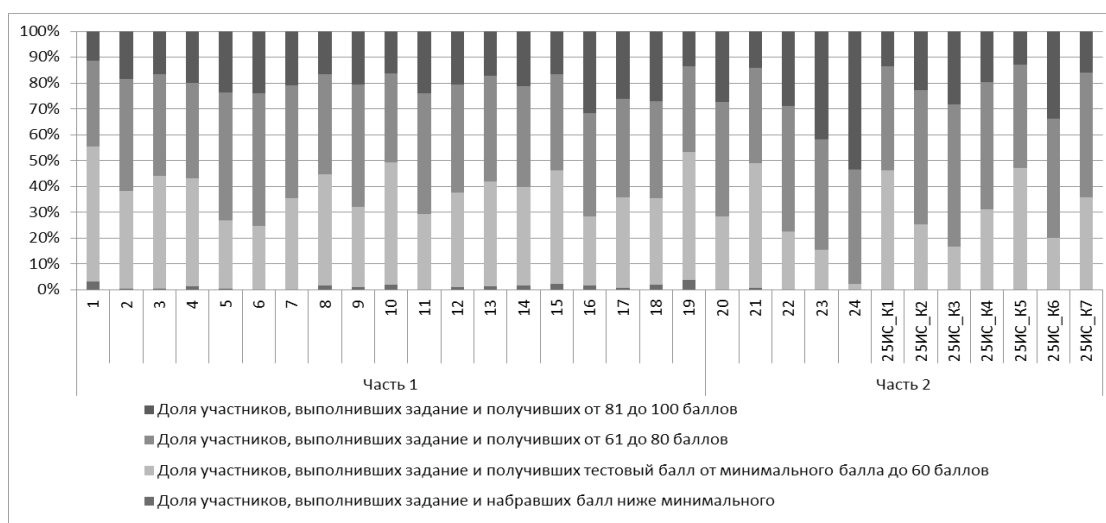 100%
90%
80%
70%
60%
50%
40%
30%
20%
10%
0%
1 2 3 4 5 6 7 8 9 10 11 12 13 14 15 16 17 18 19 20 21 22 23 24 25ИС_К1 25ИС_К2 25ИС_К3 25ИС_К4 25ИС_К5 25ИС_К6 25ИС_К7
Часть 1 Часть 2
Доля участников, выполнивших задание и получивших от 81 до 100 баллов
Доля участников, выполнивших задание и получивших от 61 до 80 баллов
Доля участников, выполнивших задание и получивших тестовый балл от минимального балла до 60 баллов
Доля участников, выполнивших задание и набравших балл ниже минимального